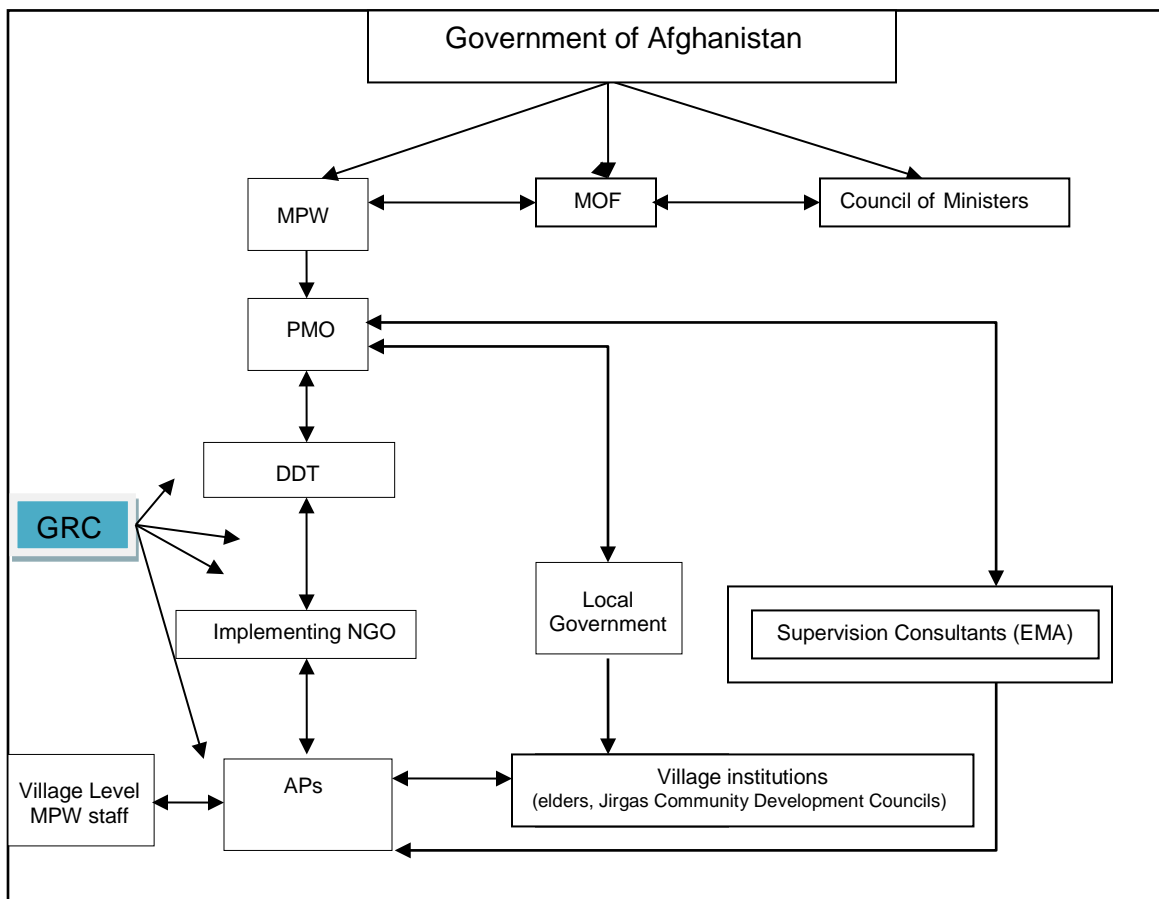 Government of Afghanistan
MPW
MOF
Council of Ministers
PMO
DDT
GRC
Implementing NGO
Local
Government
Supervision Consultants (EMA)
Village Level
MPW staff
APs
Village institutions
(elders, Jirgas Community Development Councils)